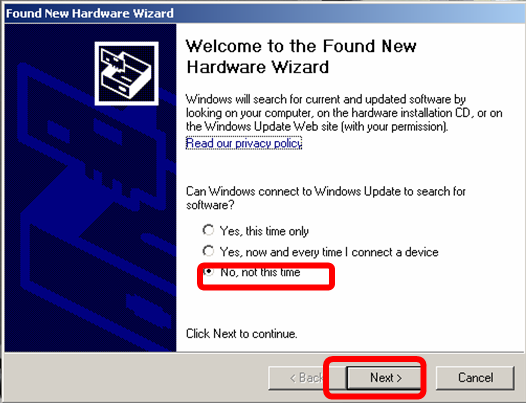 Found New Hardware Wizard
Welcome to the Found New
Hardware Wizard
Windows will search for current and updated software by
looking on your computer, on the hardware installation CD, or on
the Windows Update Web site (with your permission).
Read our privacy policy
Can Windows connect to Windows Update to search for
software?
Yes, this time only
Yes, now and every time I connect a device
No, not this time
Click Next to continue.
< Back
Next >
Cancel